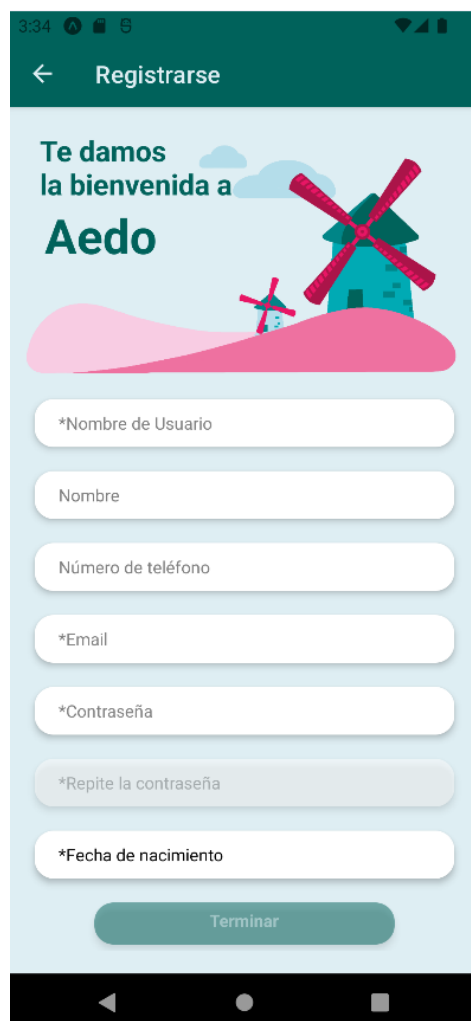 3:34
Registrarse
Te damos
la bienvenida a
Aedo
*Nombre de Usuario
Nombre
Número de teléfono
*Email
*Contraseña
*Repite la contraseña
*Fecha de nacimiento
Terminar